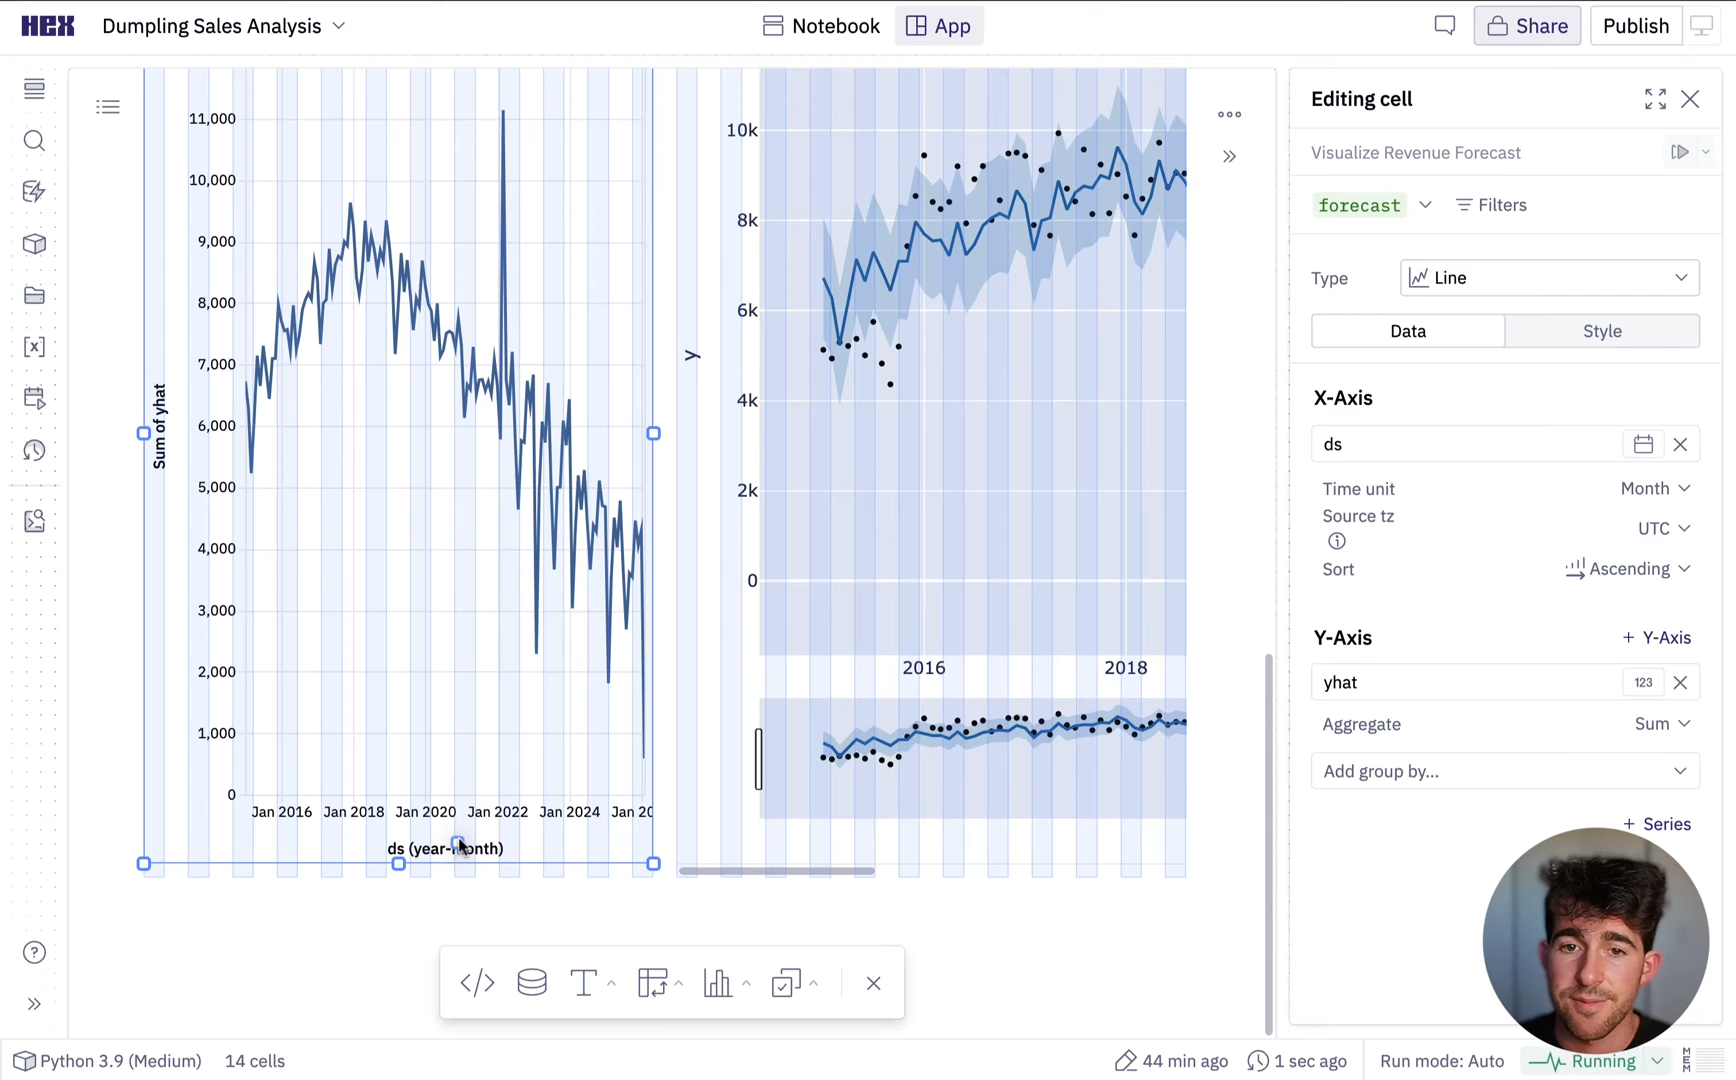 HEX
Dumpling Sales Analysis
Notebook
App
Share
Publish
11,000
10,000
9,000
8,000
7,000
6,000
5,000
4,000
3,000
2,000
1,000
0
Sum of yhat
Jan 2016 Jan 2018 Jan 2020 Jan 2022 Jan 2024 Jan 20
ds (year-month)
10k
8k
6k
4k
2k
0
y
2016 2018
Editing cell
Visualize Revenue Forecast
forecast
Filters
Type
Line
Data
Style
X-Axis
ds
Time unit
Month
Source tz
UTC
Sort
Ascending
Y-Axis
+ Y-Axis
yhat
123
Aggregate
Sum
Add group by...
+ Series
Python 3.9 (Medium)
14 cells
44 min ago
1 sec ago
Run mode: Auto
Running
MEM